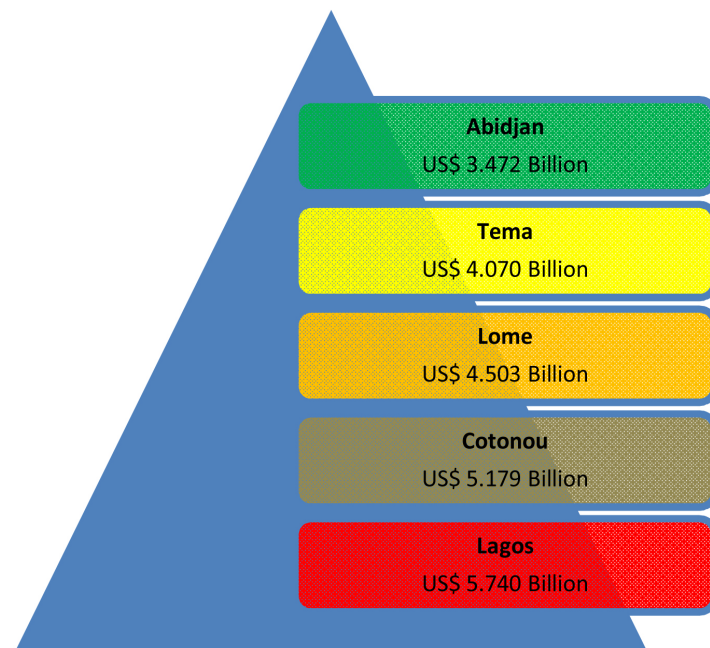 Abidjan
US$ 3.472 Billion
Tema
US$ 4.070 Billion
Lome
US$ 4.503 Billion
Cotonou
US$ 5.179 Billion
Lagos
US$ 5.740 Billion